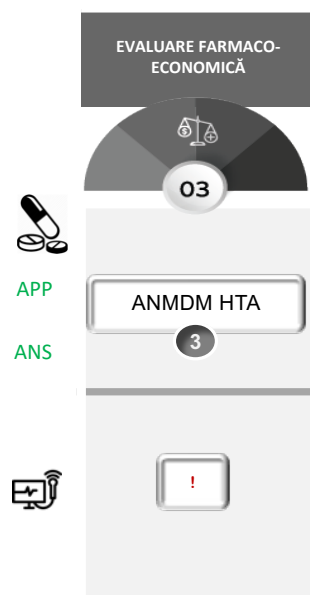 EVALUARE FARMACO-
ECONOMICĂ
$
03
APP
ANMDM HTA
3
ANS
!